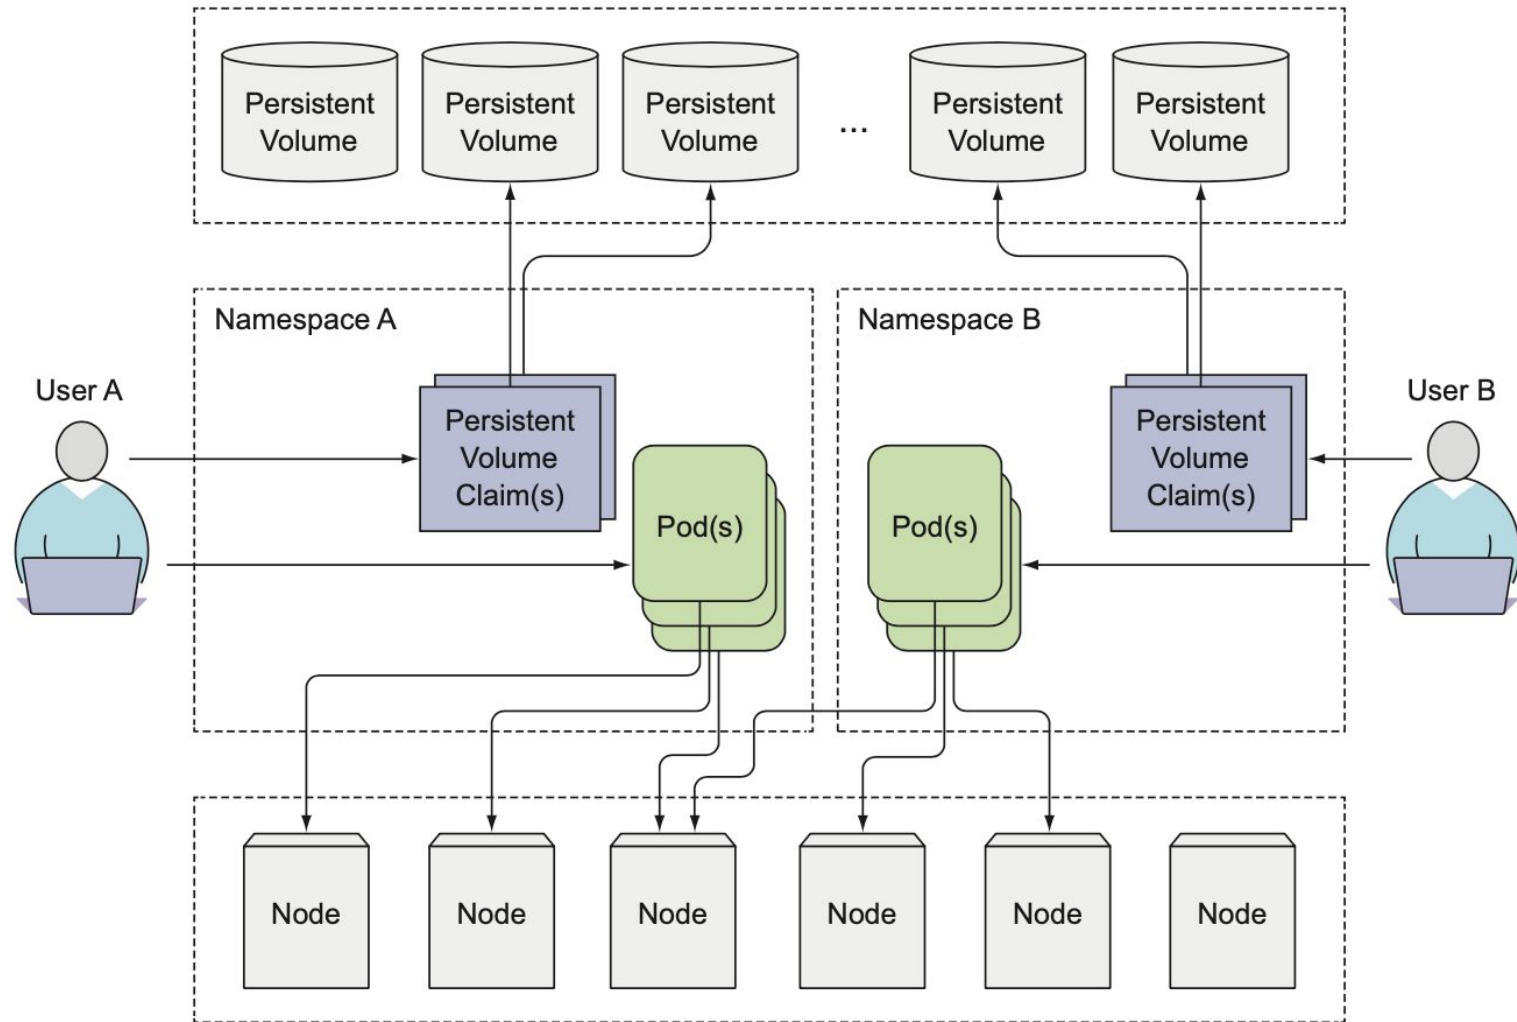 Persistent
Volume
Persistent
Volume
Persistent
Volume
...
Persistent
Volume
Persistent
Volume
Namespace A
Namespace B
User A
User B
Persistent
Volume
Claim(s)
Persistent
Volume
Claim(s)
Pod(s)
Pod(s)
Node
Node
Node
Node
Node
Node